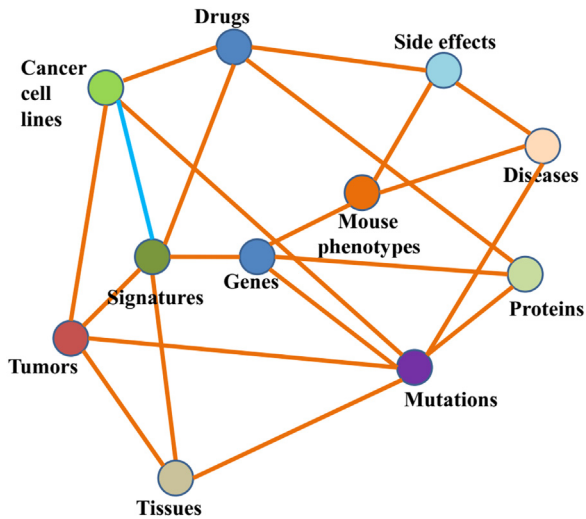 Drugs
Side effects
Cancer
cell
lines
Diseases
Mouse
phenotypes
Signatures
Genes
Proteins
Tumors
Mutations
Tissues